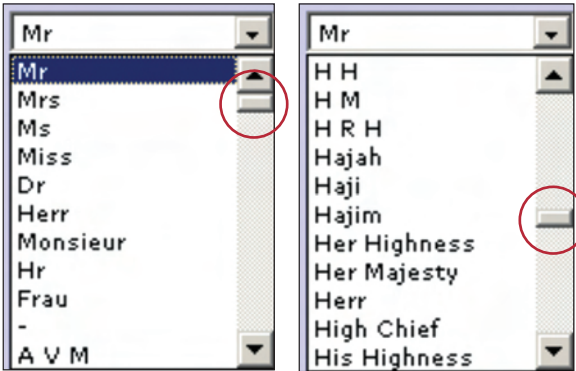 Mr
Mr
Mrs
Ms
Miss
Dr
Herr
Monsieur
Hr
Frau
-
A V M
Mr
H H
H M
H R H
Hajah
Haji
Hajim
Her Highness
Her Majesty
Herr
High Chief
His Highness